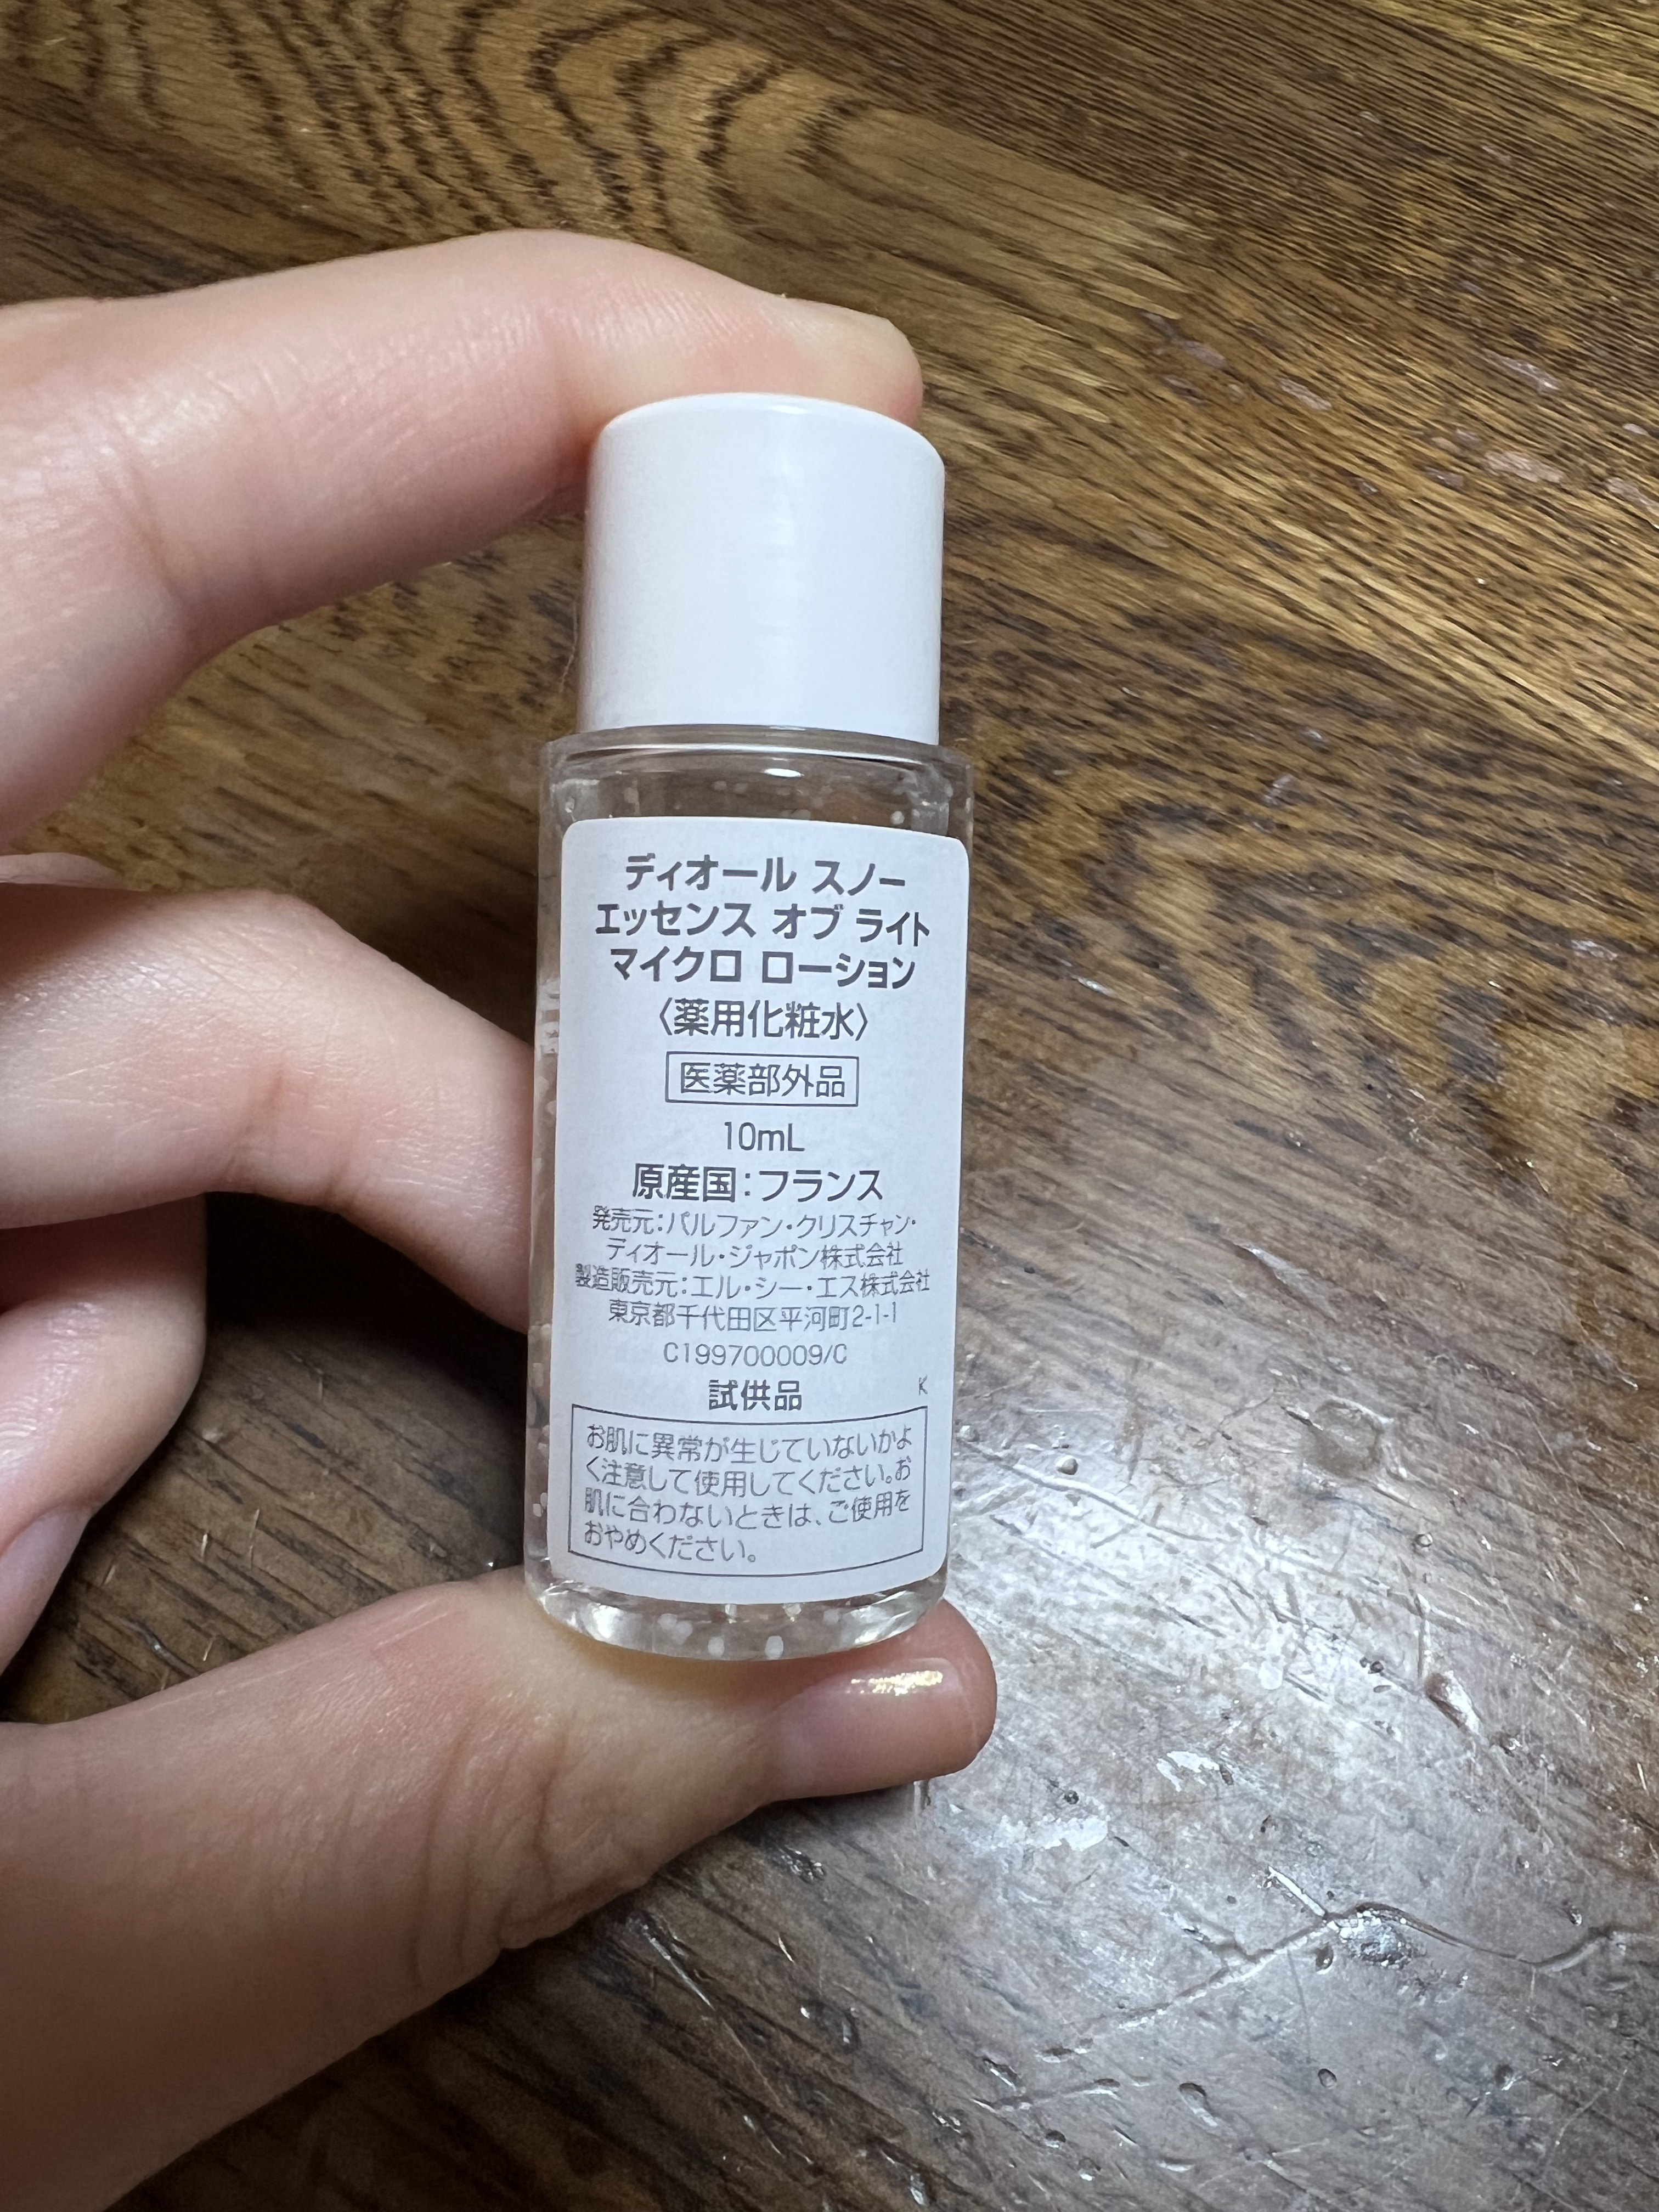 ディオール スノー
エッセンス オブ ライト
マイクロ ローション
〈薬用化粧水〉
医薬部外品
10mL
原産国:フランス
発売元:パルファン・クリスチャン・
ディオール・ジャポン株式会社
製造販売元:エル・シー・エス株式会社
東京都千代田区平河町2-1-1
C199700009/C
試供品
K
お肌に異常が生じていないかよ
く注意して使用してください。お
肌に合わないときは、ご使用を
おやめください。